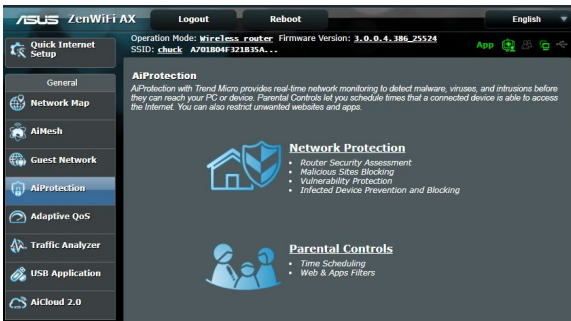 ASUS ZenWiFi AX Logout Reboot English
Quick Internet Setup
Operation Mode: Wireless router Firmware Version: 3.0.0.4.386_25524
SSID: chuck A701B04F321B35A...
App
General
Network Map
AiMesh
Guest Network
AiProtection
Adaptive QoS
Traffic Analyzer
USB Application
AiCloud 2.0
AiProtection
AiProtection with Trend Micro provides real-time network monitoring to detect malware, viruses, and intrusions before
they can reach your PC or device. Parental Controls let you schedule times that a connected device is able to access
the Internet. You can also restrict unwanted websites and apps.
Network Protection
• Router Security Assessment
• Malicious Sites Blocking
• Vulnerability Protection
• Infected Device Prevention and Blocking
Parental Controls
• Time Scheduling
• Web & Apps Filters